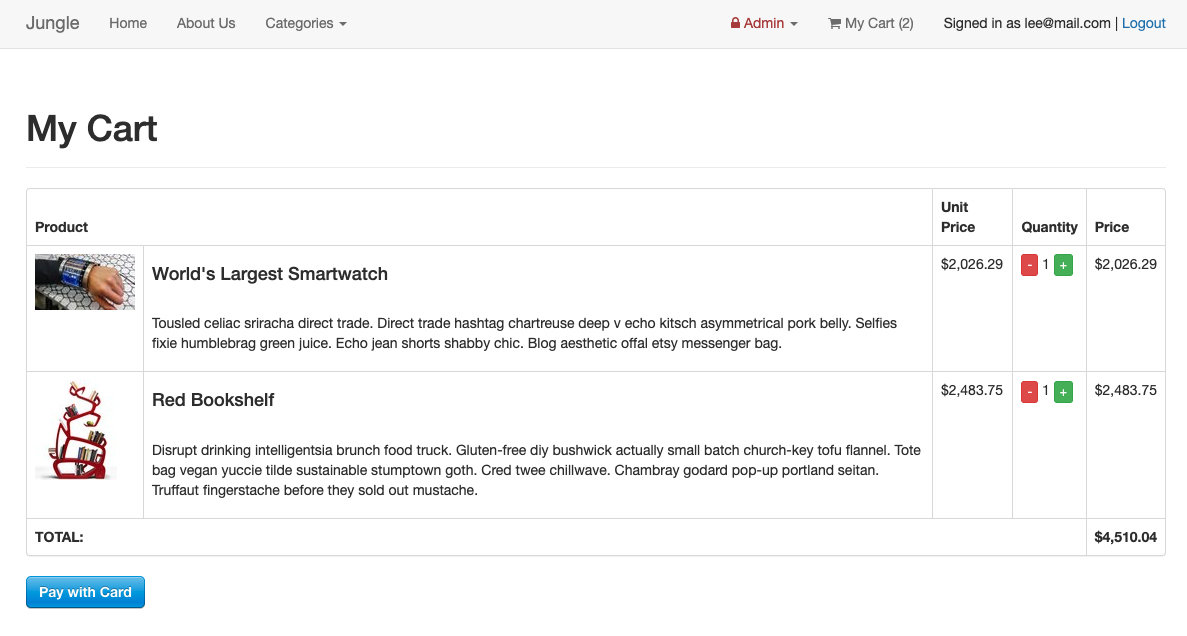 Jungle Home About Us Categories Admin My Cart (2) Signed in as lee@mail.com | Logout
My Cart
Product Unit Price Quantity Price
World's Largest Smartwatch $2,026.29 - 1 + $2,026.29
Tousled celiac sriracha direct trade. Direct trade hashtag chartreuse deep v echo kitsch asymmetrical pork belly. Selfies
fixie humblebrag green juice. Echo jean shorts shabby chic. Blog aesthetic offal etsy messenger bag.
Red Bookshelf $2,483.75 - 1 + $2,483.75
Disrupt drinking intelligentsia brunch food truck. Gluten-free diy bushwick actually small batch church-key tofu flannel. Tote
bag vegan yuccie tilde sustainable stumptown goth. Cred twee chillwave. Chambray godard pop-up portland seitan.
Truffaut fingerstache before they sold out mustache.
TOTAL: $4,510.04
Pay with Card